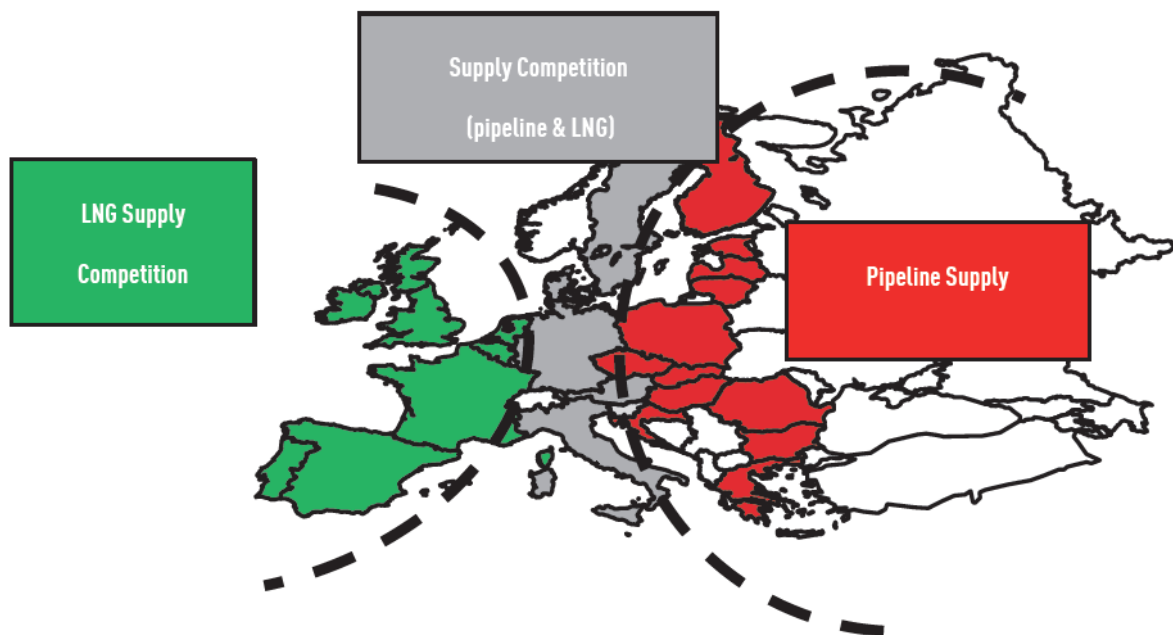 Supply Competition
(pipeline & LNG)
LNG Supply
Competition
Pipeline Supply